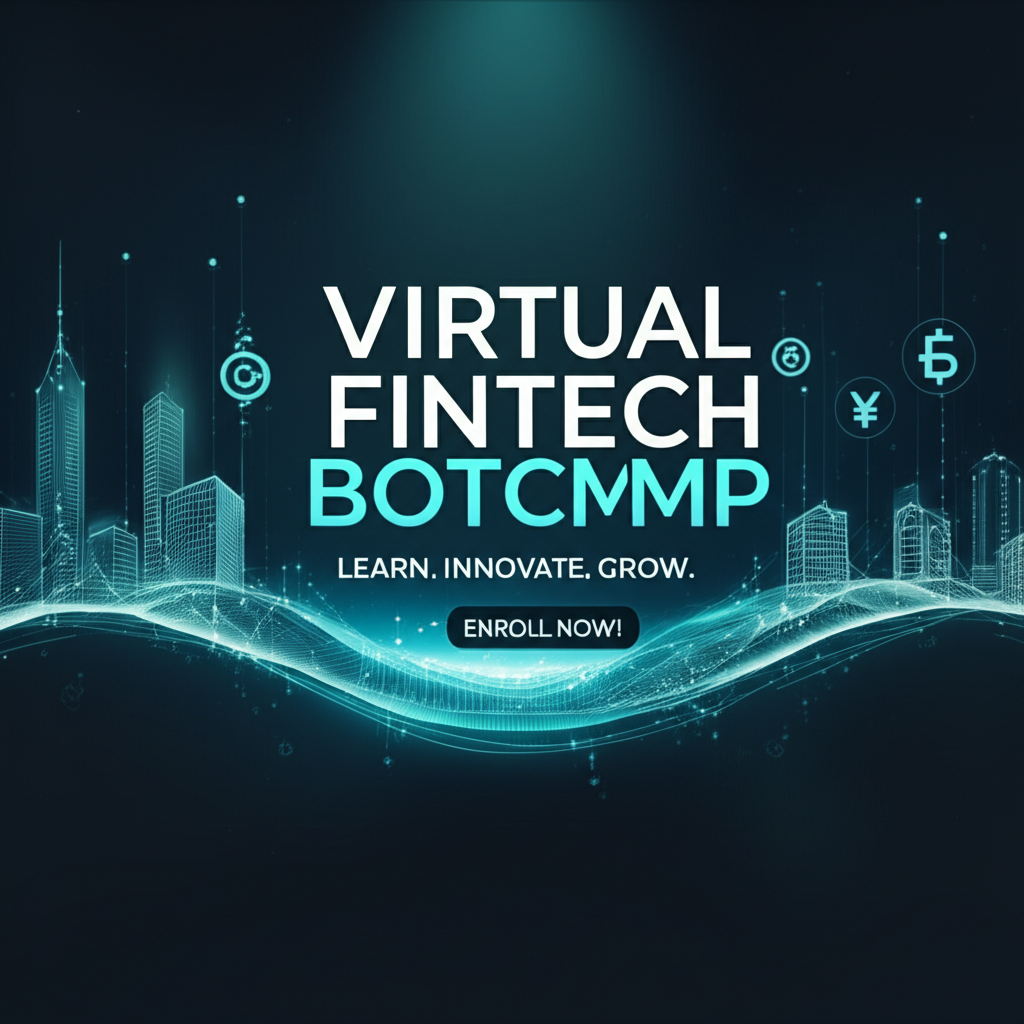 VIRTUAL
FINTECH
BOTCMMP
LEARN. INNOVATE. GROW.
ENROLL NOW!
¥